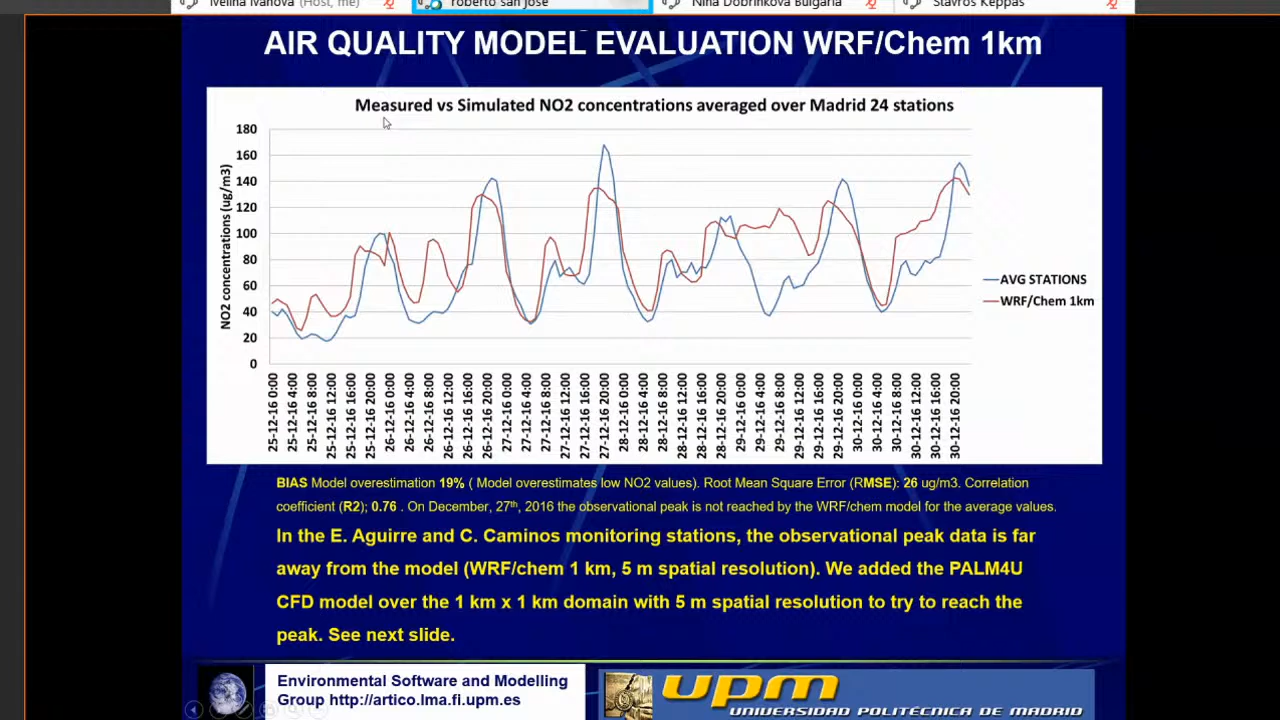 Ivelina Ivanova (Host, me)
roberto san jose
Nina Dobrinkova Bulgaria
Stavros Keppas
AIR QUALITY MODEL EVALUATION WRF/Chem 1km
Measured vs Simulated NO2 concentrations averaged over Madrid 24 stations
NO2 concentrations (ug/m3)
180
160
140
120
100
80
60
40
20
0
AVG STATIONS
WRF/Chem 1km
25-12-16 0:00
25-12-16 4:00
25-12-16 8:00
25-12-16 12:00
25-12-16 16:00
25-12-16 20:00
26-12-16 0:00
26-12-16 4:00
26-12-16 8:00
26-12-16 12:00
26-12-16 16:00
26-12-16 20:00
27-12-16 0:00
27-12-16 4:00
27-12-16 8:00
27-12-16 12:00
27-12-16 16:00
27-12-16 20:00
28-12-16 0:00
28-12-16 4:00
28-12-16 8:00
28-12-16 12:00
28-12-16 16:00
28-12-16 20:00
29-12-16 0:00
29-12-16 4:00
29-12-16 8:00
29-12-16 12:00
29-12-16 16:00
29-12-16 20:00
30-12-16 0:00
30-12-16 4:00
30-12-16 8:00
30-12-16 12:00
30-12-16 16:00
30-12-16 20:00
BIAS Model overestimation 19% ( Model overestimates low NO2 values). Root Mean Square Error (RMSE): 26 ug/m3. Correlation
coefficient (R2); 0.76 . On December, 27th, 2016 the observational peak is not reached by the WRF/chem model for the average values.
In the E. Aguirre and C. Caminos monitoring stations, the observational peak data is far
away from the model (WRF/chem 1 km, 5 m spatial resolution). We added the PALM4U
CFD model over the 1 km x 1 km domain with 5 m spatial resolution to try to reach the
peak. See next slide.
Environmental Software and Modelling
Group http://artico.lma.fi.upm.es
upm
UNIVERSIDAD POLITÉCNICA DE MADRID